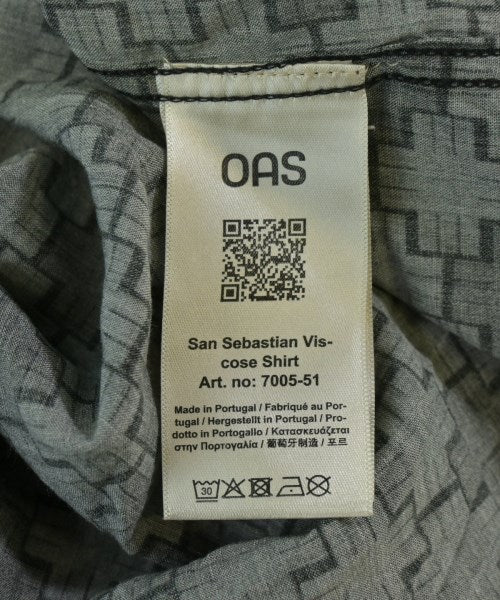 OAS
San Sebastian Vis-
cose Shirt
Art. no: 7005-51
Made in Portugal / Fabriqué au Por-
tugal / Hergestellt in Portugal / Pro-
dotto in Portogallo / Κατασκευάζεται
στην Πορτογαλία / 葡萄牙制造 / 포르
30